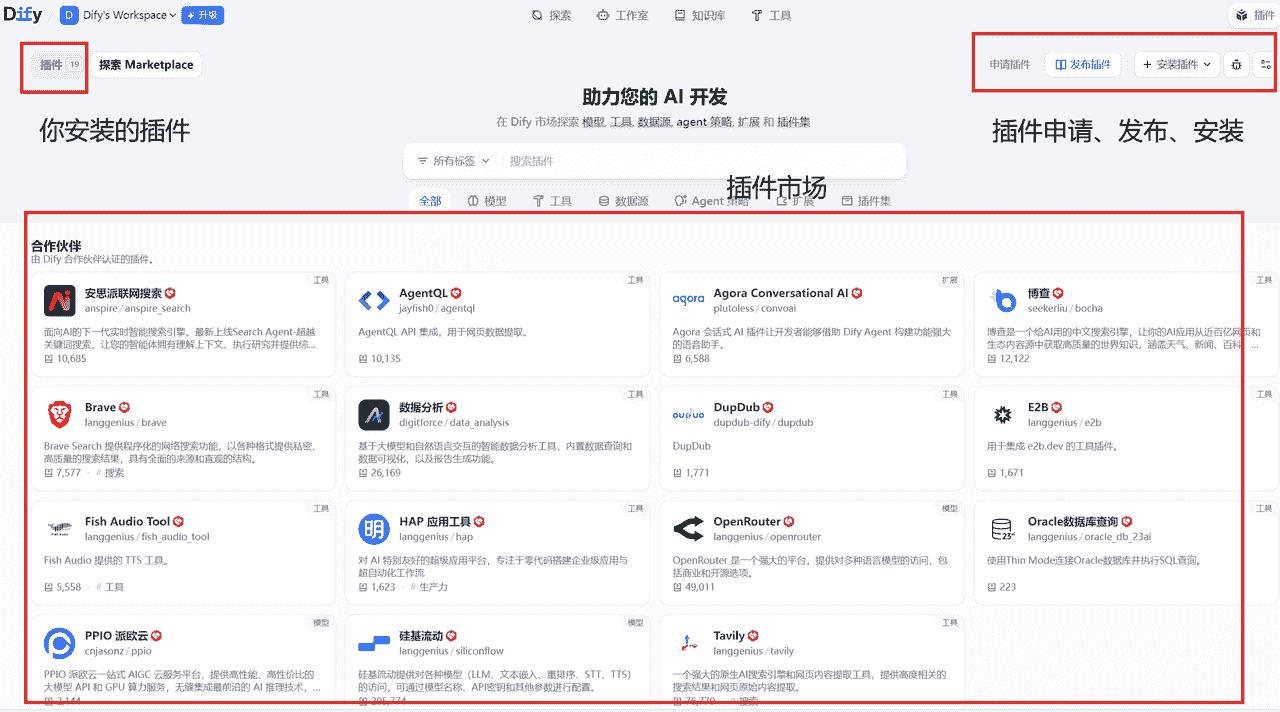 Dify
D Dify's Workspace 升级
探索
工作室
知识库
工具
插件
插件 19
探索 Marketplace
申请插件
发布插件
安装插件
你安装的插件
插件申请、发布、安装
助力您的 AI 开发
在 Dify 市场探索 模型, 工具, 数据源, agent 策略, 扩展 和 插件集
所有标签
搜索插件
插件市场
全部
模型
工具
数据源
Agent 策略
扩展
插件集
合作伙伴
由 Dify 合作伙伴认证的插件。
工具
安思派联网搜索
anspire / anspire_search
面向AI的下一代实时智能搜索引擎。最新上线Search Agent-超越
关键词搜索。让您的智能体拥有理解上下文、执行研究并提供综...
10,685
工具
AgentQL
jayfish0 / agentql
AgentQL API 集成，用于网页数据提取。
10,135
扩展
Agora Conversational AI
agora
plutoless / convoai
Agora 会话式 AI 插件让开发者能够借助 Dify Agent 构建功能强大
的语音助手。
6,588
工具
博查
seekerliu / bocha
博查是一个给AI用的中文搜索引擎，让你的AI应用从近百亿网页和
生态内容源中获取高质量的世界知识，涵盖天气、新闻、百科、...
12,122
工具
Brave
langgenius / brave
Brave Search 提供程序化的网络搜索功能，以各种格式提供私密、
高质量的搜索结果，具有全面的来源和直观的结构。
7,577 · # 搜索
工具
数据分析
digitforce / data_analysis
基于大模型和自然语言交互的智能数据分析工具，内置数据查询和
数据可视化，以及报告生成功能。
26,169
工具
DupDub
dupdub-dify / dupdub
DupDub
1,771
工具
E2B
langgenius / e2b
用于集成 e2b.dev 的工具插件。
1,671
工具
Fish Audio Tool
langgenius / fish_audio_tool
Fish Audio 提供的 TTS 工具。
5,558 · # 工具
工具
明
HAP 应用工具
langgenius / hap
对 AI 特别友好的超级应用平台，专注于零代码搭建企业级应用与
超自动化工作流
1,623 · # 生产力
模型
OpenRouter
langgenius / openrouter
OpenRouter 是一个强大的平台，提供对多种语言模型的访问，包
括商业和开源选项。
49,011
工具
23ai
Oracle数据库查询
langgenius / oracle_db_23ai
使用Thin Mode连接Oracle数据库并执行SQL查询。
223
模型
PPIO 派欧云
cnjasonz / ppio
PPIO 派欧云一站式 AIGC 云服务平台，提供高性能、高性价比的
大模型 API 和 GPU 算力服务，无缝集成最前沿的 AI 推理技术，...
模型
硅基流动
langgenius / siliconflow
硅基流动提供对各种模型（LLM、文本嵌入、重排序、STT、TTS）
的访问，可通过模型名称、API密钥和其他参数进行配置。
工具
Tavily
langgenius / tavily
一个强大的原生AI搜索引擎和网页内容提取工具，提供高度相关的
搜索结果和网页原始内容提取。